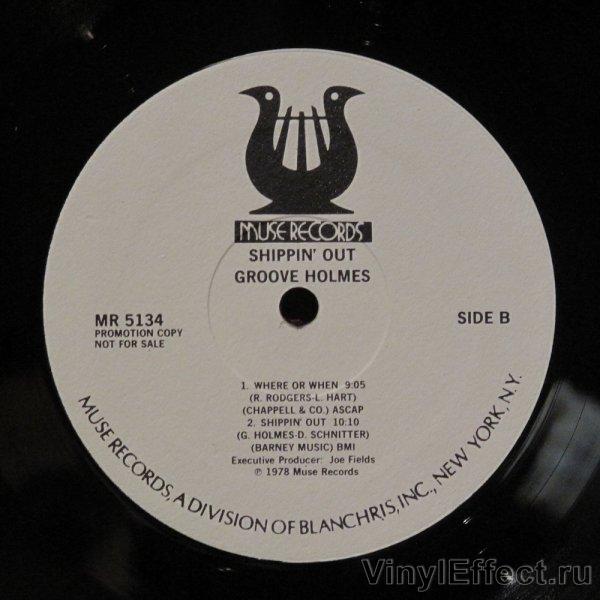 MUSE RECORDS
SHIPPIN' OUT
GROOVE HOLMES
MR 5134
PROMOTION COPY
NOT FOR SALE
SIDE B
1. WHERE OR WHEN 9:05
(R. RODGERS-L. HART)
(CHAPPELL & CO.) ASCAP
2. SHIPPIN' OUT 10:10
(G. HOLMES-D. SCHNITTER)
(BARNEY MUSIC) BMI
Executive Producer: Joe Fields
℗ 1978 Muse Records
MUSE RECORDS, A DIVISION OF BLANCHRIS, INC., NEW YORK, N.Y.
VinylEffect.ru